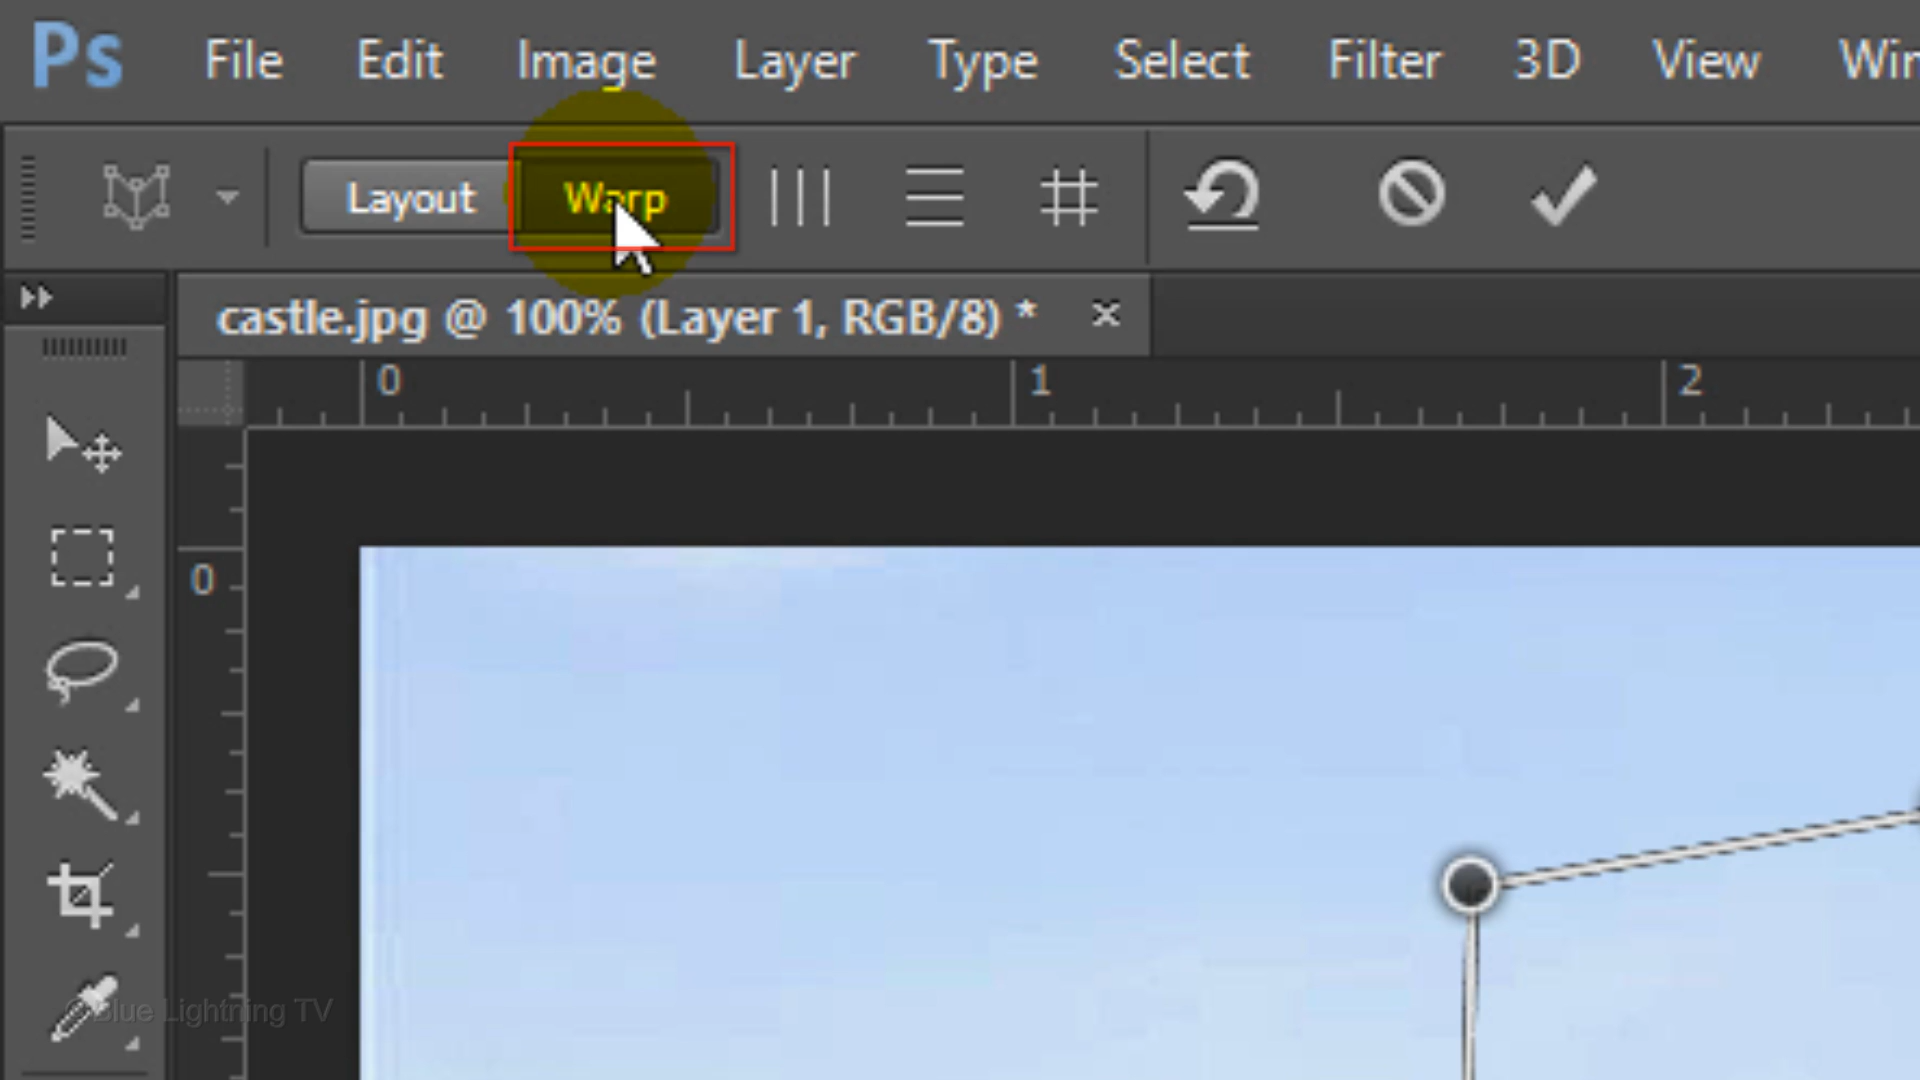 Ps File Edit Image Layer Type Select Filter 3D View
Layout Warp
castle.jpg @ 100% (Layer 1, RGB/8) * ×
0 1 2
0
© Blue Lightning TV